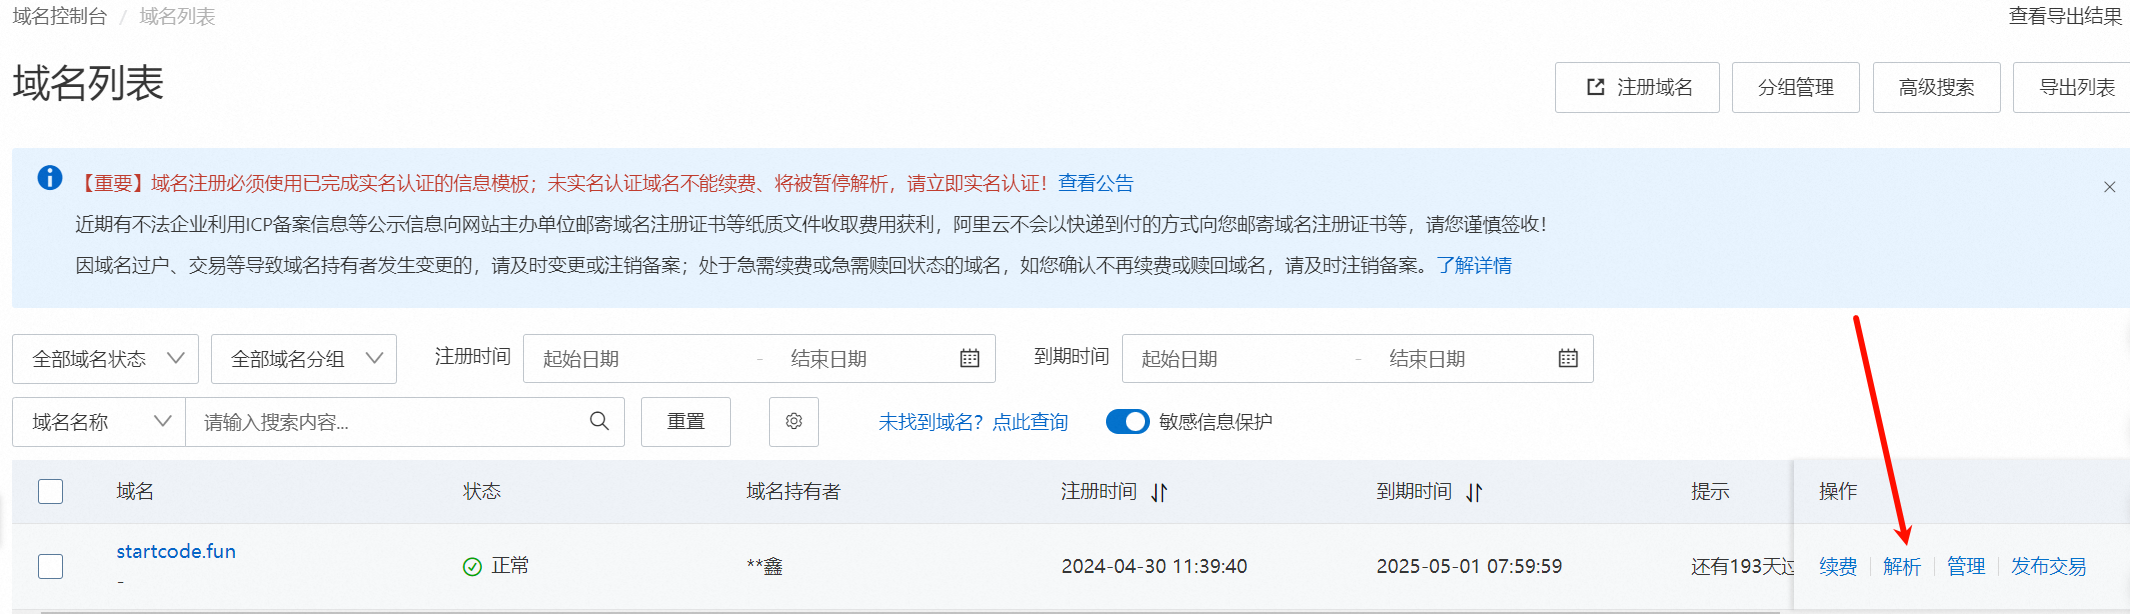 域名控制台 / 域名列表
查看导出结果
域名列表
注册域名
分组管理
高级搜索
导出列表
【重要】域名注册必须使用已完成实名认证的信息模板；未实名认证域名不能续费、将被暂停解析，请立即实名认证！查看公告
近期有不法企业利用ICP备案信息等公示信息向网站主办单位邮寄域名注册证书等纸质文件收取费用获利，阿里云不会以快递到付的方式向您邮寄域名注册证书等，请您谨慎签收！
因域名过户、交易等导致域名持有者发生变更的，请及时变更或注销备案；处于急需续费或急需赎回状态的域名，如您确认不再续费或赎回域名，请及时注销备案。了解详情
全部域名状态
全部域名分组
注册时间
起始日期 - 结束日期
到期时间
起始日期 - 结束日期
域名名称
请输入搜索内容...
重置
未找到域名？点此查询
敏感信息保护
域名 状态 域名持有者 注册时间 到期时间 提示 操作
startcode.fun 正常 **鑫 2024-04-30 11:39:40 2025-05-01 07:59:59 还有193天过 续费 解析 管理 发布交易
-